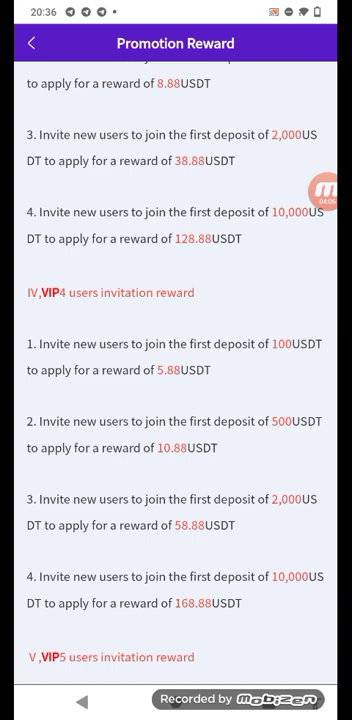 20:36
Promotion Reward
to apply for a reward of 8.88USDT
3. Invite new users to join the first deposit of 2,000US
DT to apply for a reward of 38.88USDT
04:06
4. Invite new users to join the first deposit of 10,000US
DT to apply for a reward of 128.88USDT
IV,VIP4 users invitation reward
1. Invite new users to join the first deposit of 100USDT
to apply for a reward of 5.88USDT
2. Invite new users to join the first deposit of 500USDT
to apply for a reward of 10.88USDT
3. Invite new users to join the first deposit of 2,000US
DT to apply for a reward of 58.88USDT
4. Invite new users to join the first deposit of 10,000US
DT to apply for a reward of 168.88USDT
V ,VIP5 users invitation reward
Recorded by mobizen